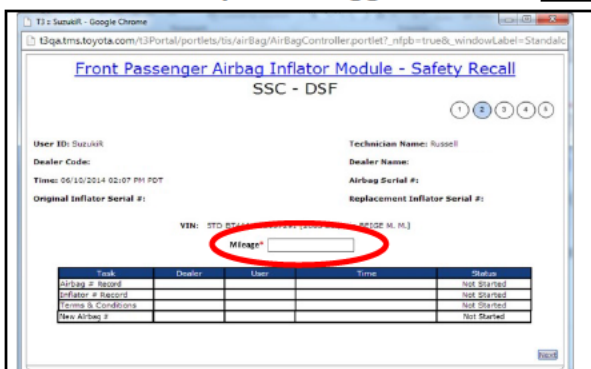 T3 : SuzukiR - Google Chrome
t3qa.tms.toyota.com/t3Portal/portlets/tis/airBag/AirBagController.portlet?_nfpb=true&_windowLabel=Standalc
Front Passenger Airbag Inflator Module - Safety Recall
SSC - DSF
1 2 3 4 5
User ID: SuzukiR Technician Name: Russell
Dealer Code: Dealer Name:
Time: 06/10/2014 02:07 PM PDT Airbag Serial #:
Original Inflator Serial #: Replacement Inflator Serial #:
VIN: BEIGE M. M.]
Mileage*
Task Dealer User Time Status
Airbag # Record Not Started
Inflator # Record Not Started
Terms & Conditions Not Started
New Airbag # Not Started
Next